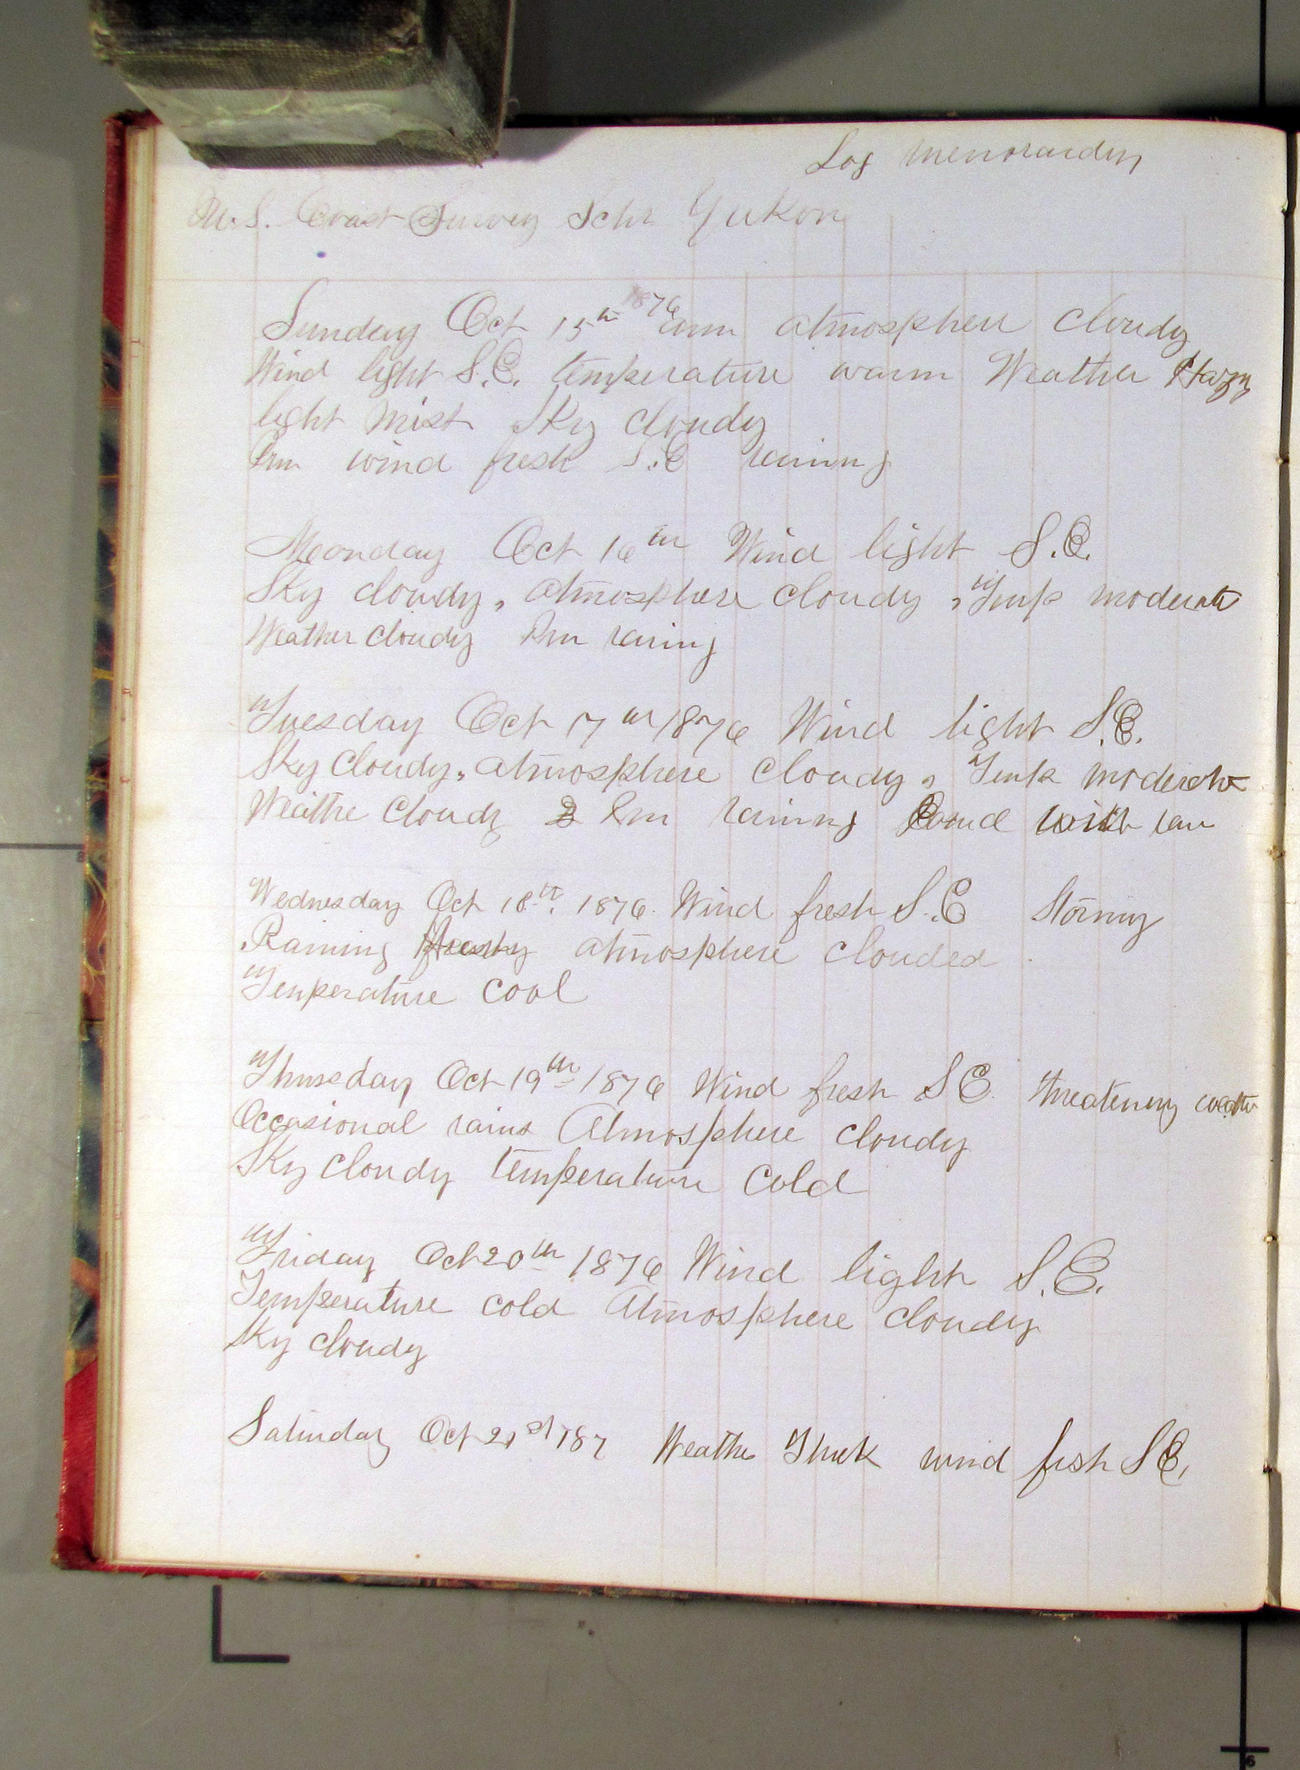 Log Memorandum
U.S. Coast Survey Schr Yukon
Sunday Oct 15th 1876 am atmosphere cloudy
Wind light S.E. temperature warm Weather Hazy
light mist Sky cloudy
Pm wind fresh S.E raining
Monday Oct 16th Wind light S.E.
Sky cloudy, atmosphere cloudy, Temp moderate
Weather cloudy Pm raining
Tuesday Oct 17th 1876 Wind light S.E.
Sky Cloudy, atmosphere cloudy, Temp moderate
Weathe Cloudy Pm raining
Wednesday Oct 18th. 1876. Wind fresh S.E Stormy
Raining atmosphere clouded
Temperature cool
Thursday Oct 19th 1876 Wind fresh S E. threatening weather
Occasional rains Atmosphere cloudy
Sky cloudy temperature cold
Friday Oct 20th 1876 Wind light S.E.
Temperature cold Atmosphere cloudy
Sky cloudy
Saturday Oct 21st 187 Weathe Thick wind fresh S E,
6